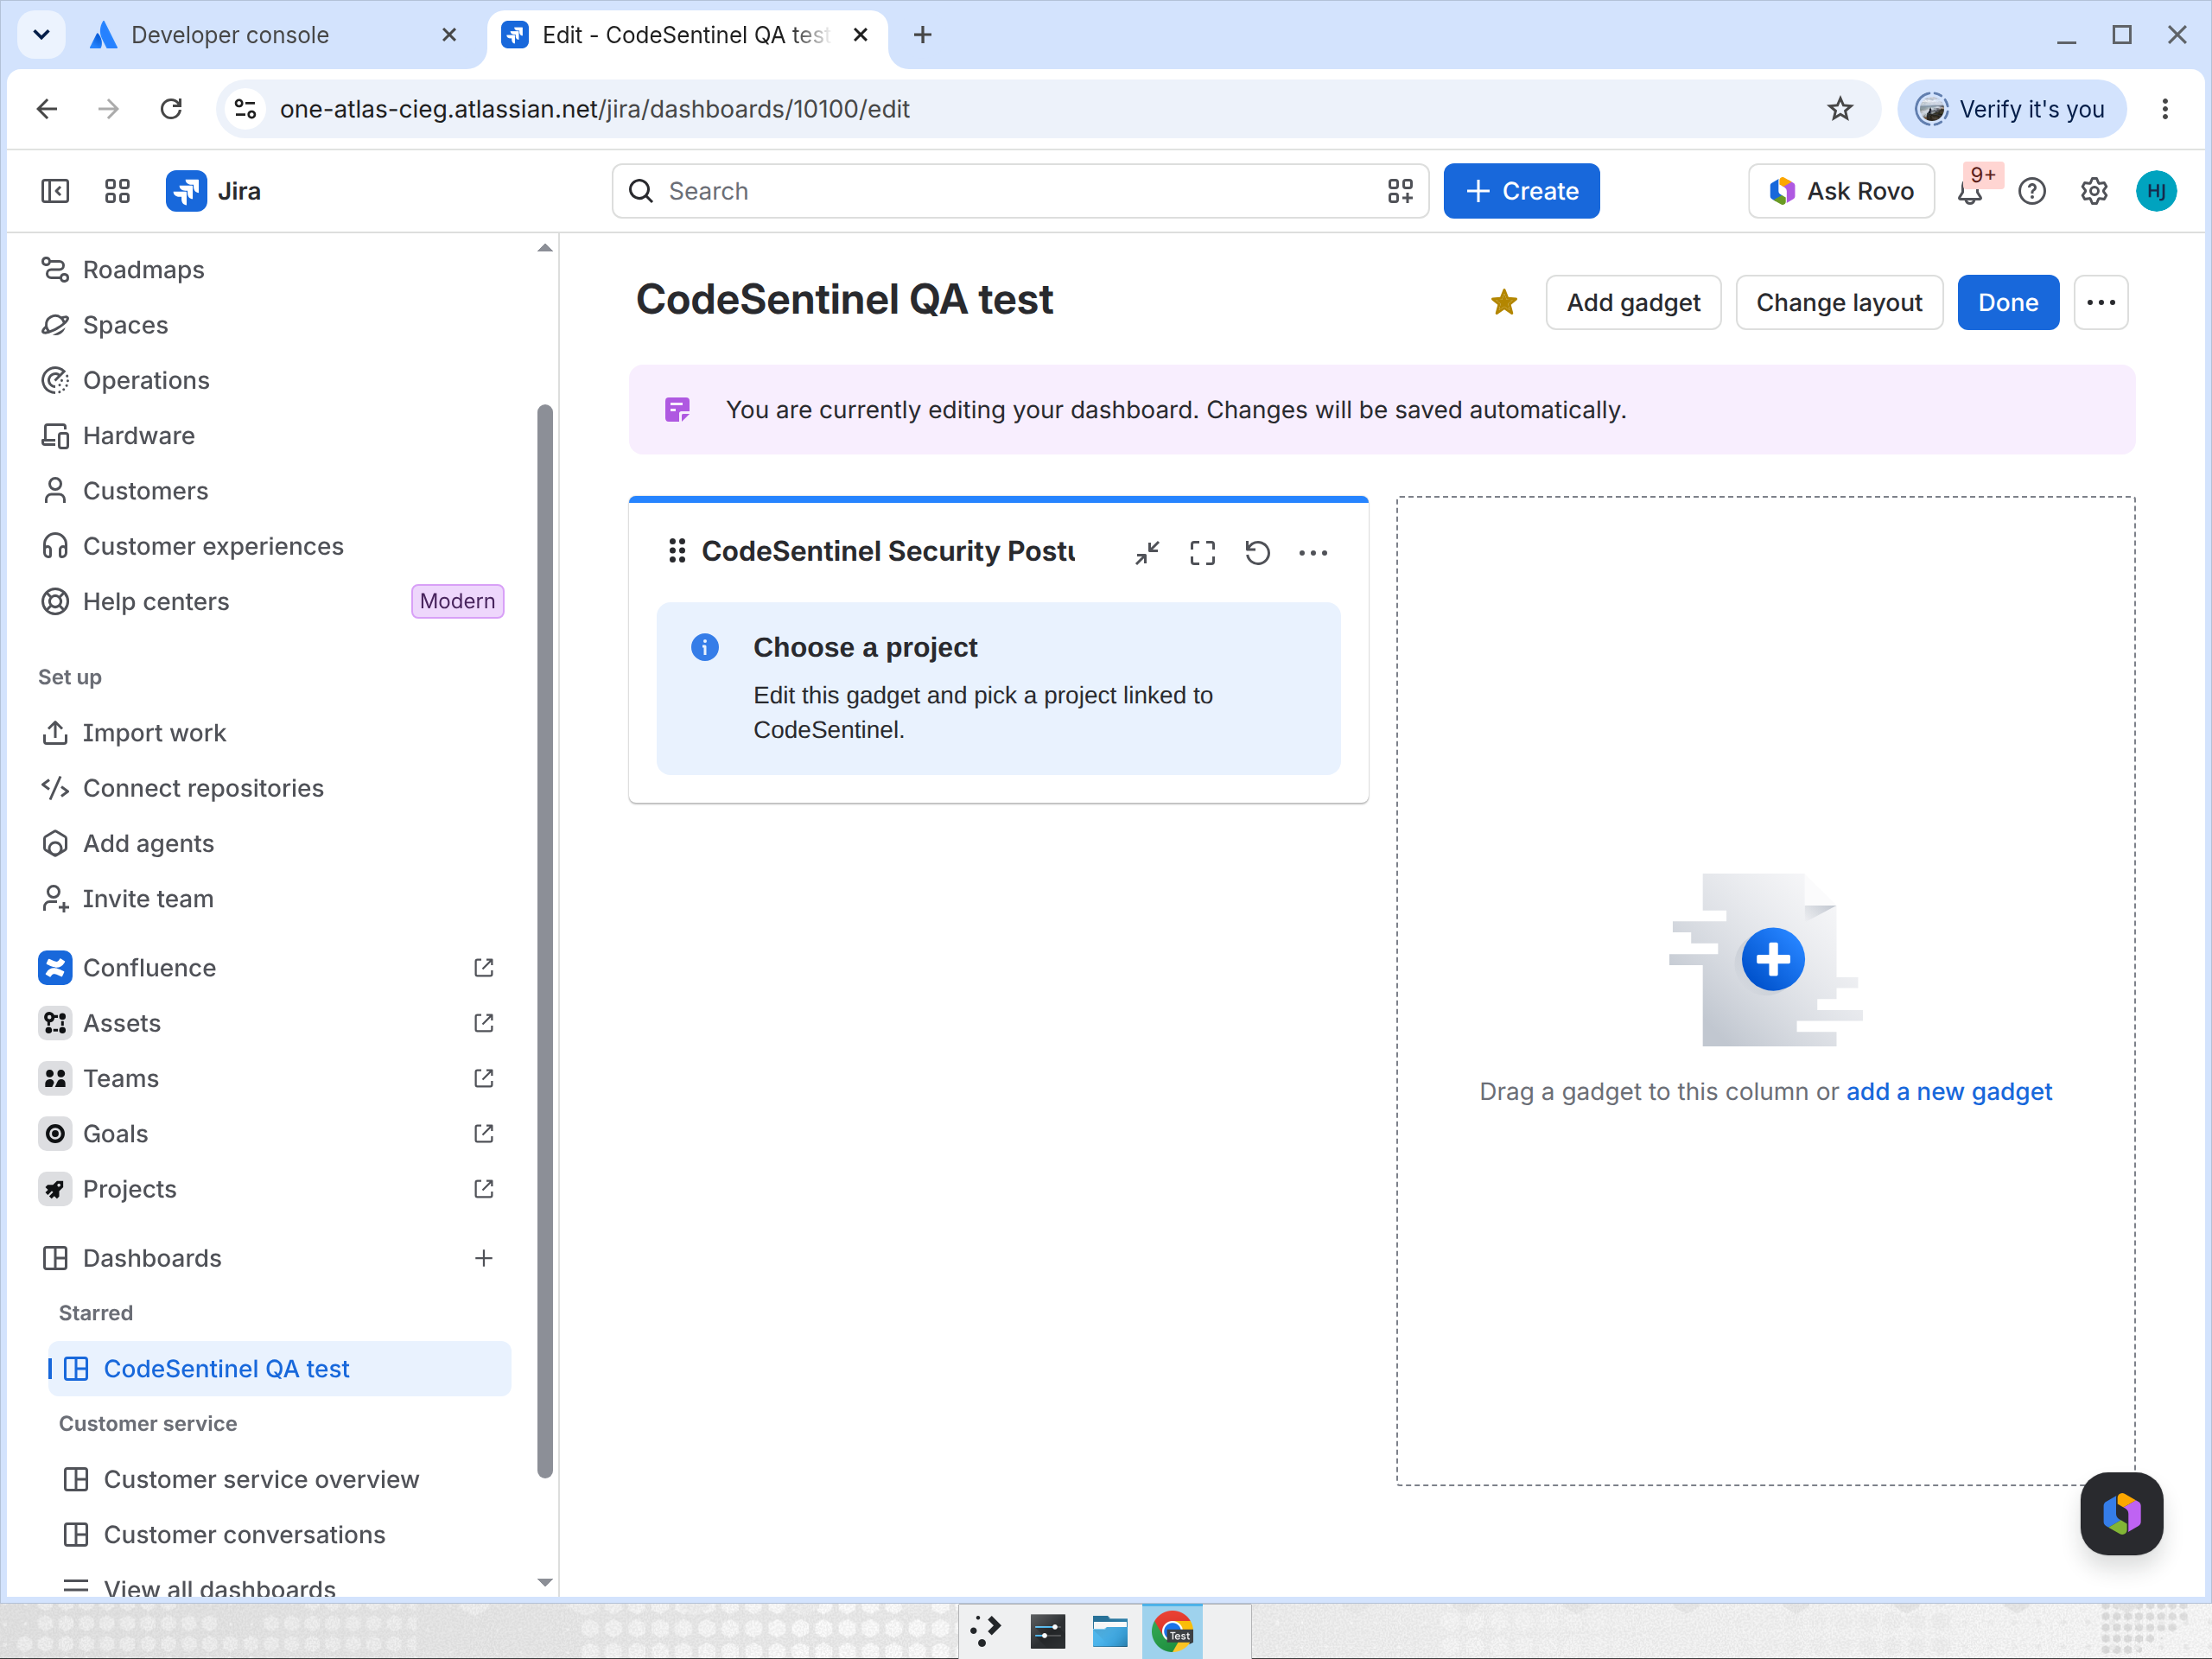 Developer console
Edit - CodeSentinel QA test
one-atlas-cieg.atlassian.net/jira/dashboards/10100/edit
Verify it's you
Jira
Search
Create
Ask Rovo
9+
HJ
Roadmaps
Spaces
Operations
Hardware
Customers
Customer experiences
Help centers
Modern
Set up
Import work
Connect repositories
Add agents
Invite team
Confluence
Assets
Teams
Goals
Projects
Dashboards
Starred
CodeSentinel QA test
Customer service
Customer service overview
Customer conversations
View all dashboards
CodeSentinel QA test
Add gadget
Change layout
Done
You are currently editing your dashboard. Changes will be saved automatically.
CodeSentinel Security Postu
Choose a project
Edit this gadget and pick a project linked to
CodeSentinel.
Drag a gadget to this column or add a new gadget
Test